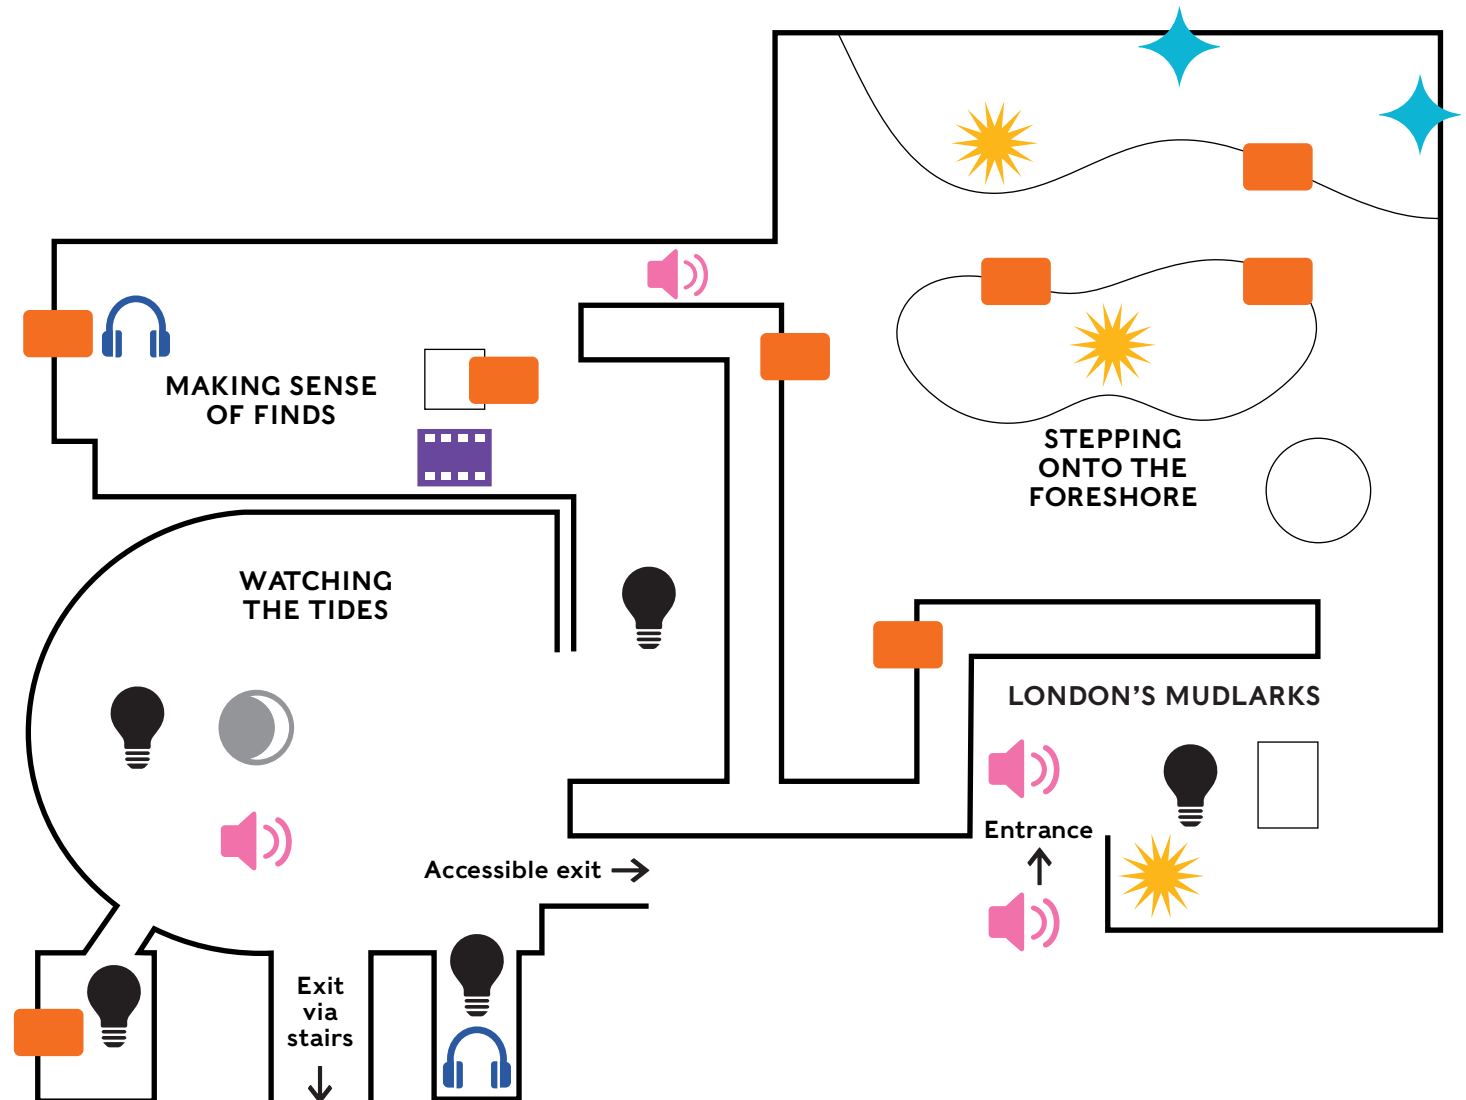 MAKING SENSE
OF FINDS
STEPPING
ONTO THE
FORESHORE
WATCHING
THE TIDES
LONDON’S MUDLARKS
Entrance
Accessible exit
Exit
via
stairs